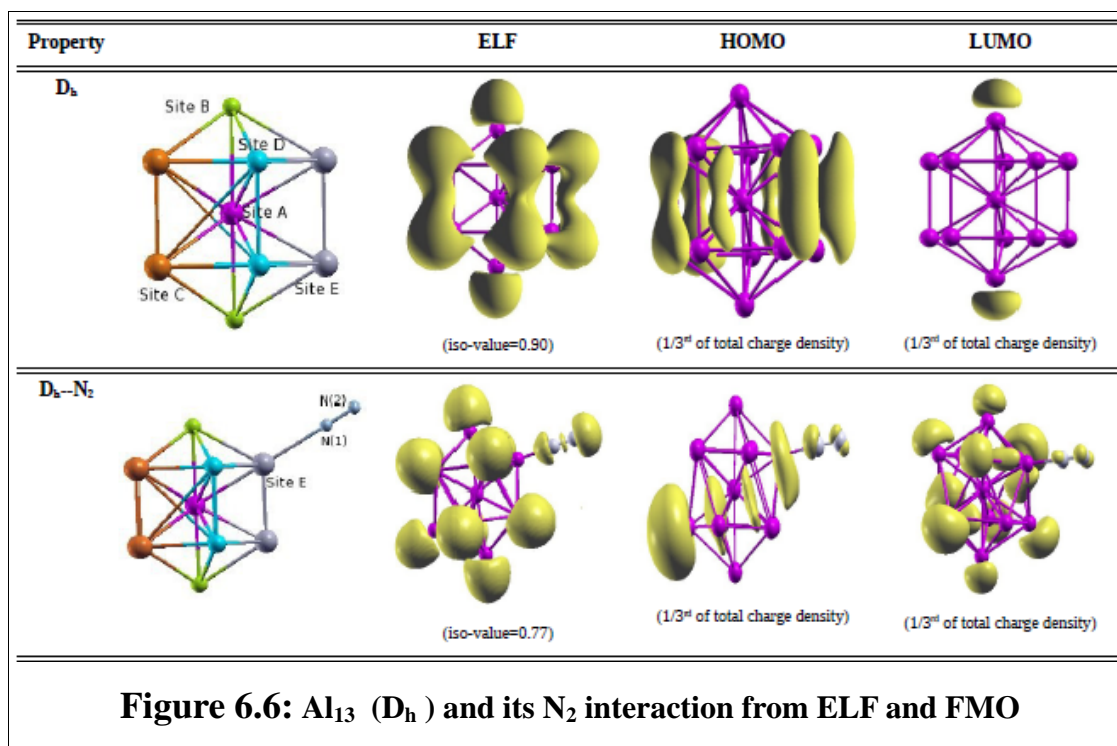 Property ELF HOMO LUMO
Dₕ
Site B
Site D
Site A
Site C
Site E
(iso-value=0.90) (1/3ʳᵈ of total charge density) (1/3ʳᵈ of total charge density)
Dₕ--N₂
N(2)
N(1)
Site E
(iso-value=0.77) (1/3ʳᵈ of total charge density) (1/3ʳᵈ of total charge density)
Figure 6.6: Al₁₃ (Dₕ ) and its N₂ interaction from ELF and FMO